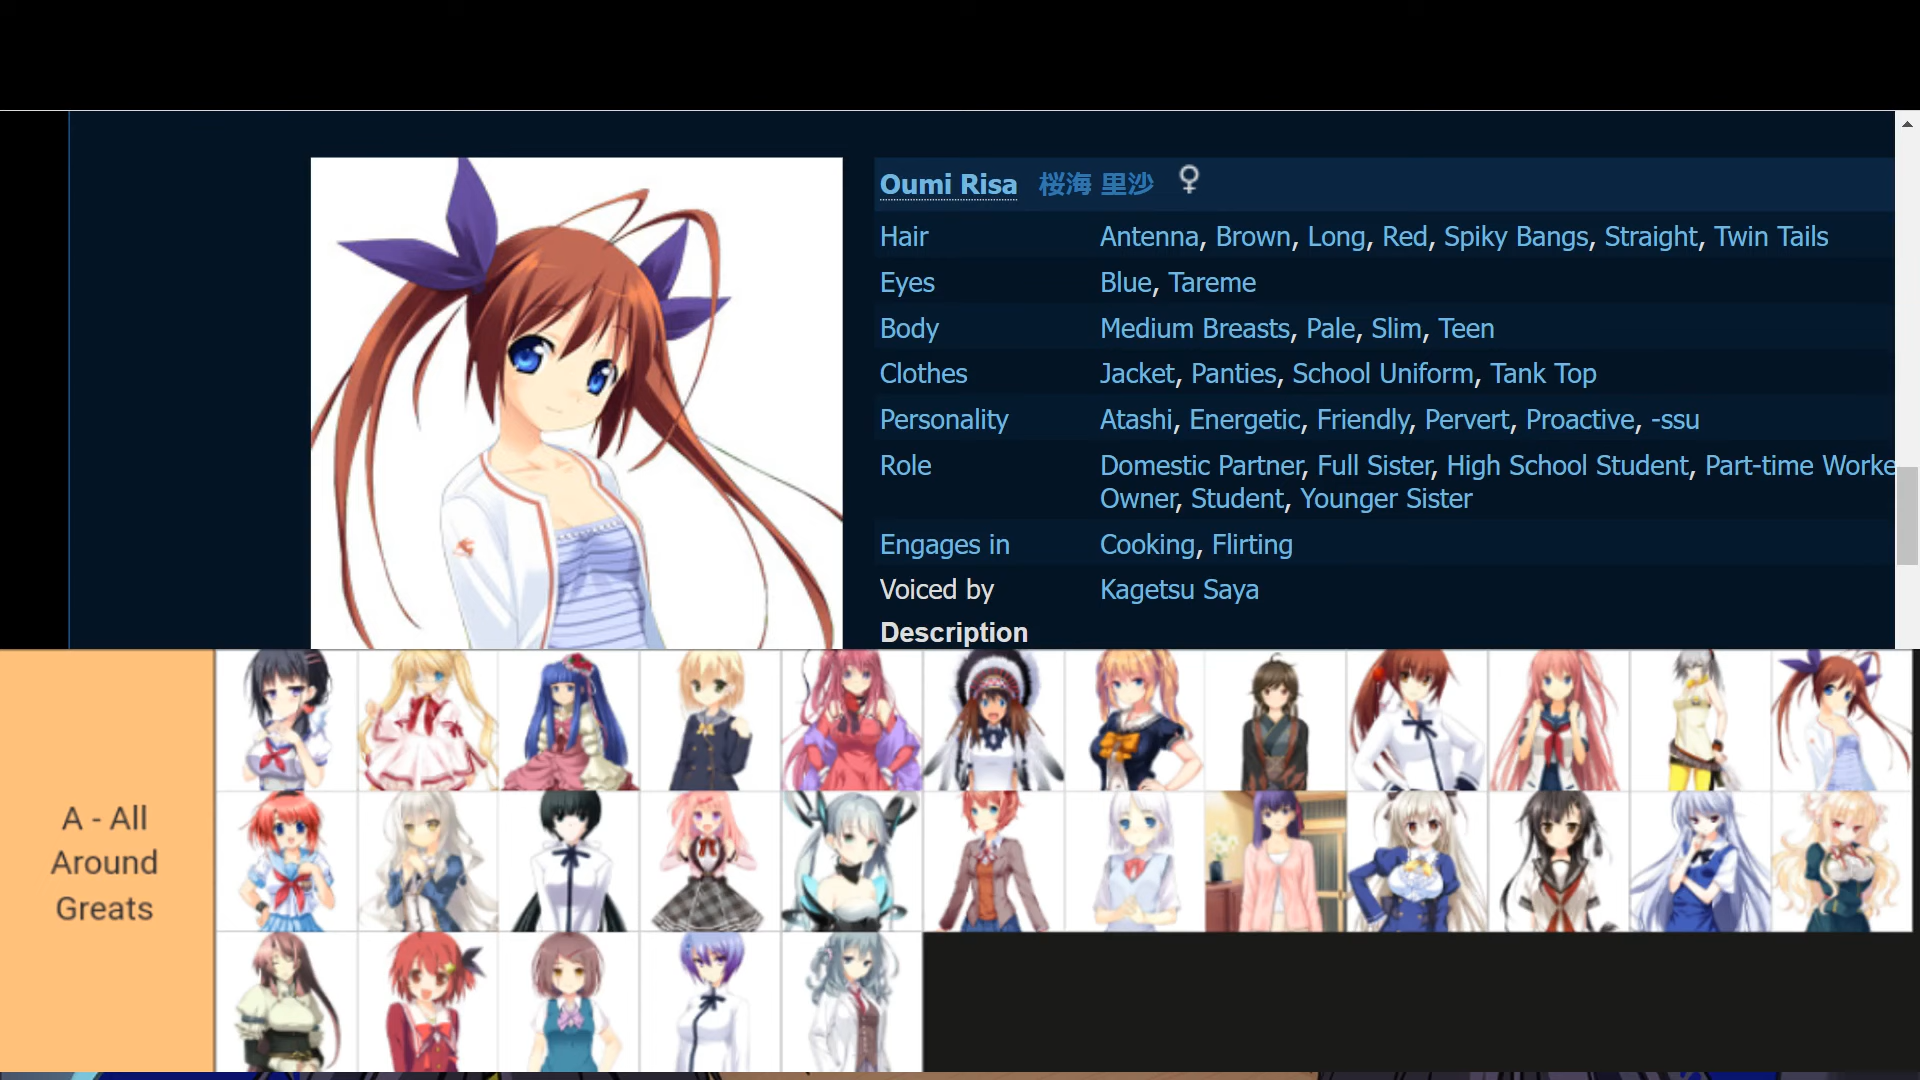 Oumi Risa 桜海 里沙 ♀
Hair Antenna, Brown, Long, Red, Spiky Bangs, Straight, Twin Tails
Eyes Blue, Tareme
Body Medium Breasts, Pale, Slim, Teen
Clothes Jacket, Panties, School Uniform, Tank Top
Personality Atashi, Energetic, Friendly, Pervert, Proactive, -ssu
Role Domestic Partner, Full Sister, High School Student, Part-time Worke
Owner, Student, Younger Sister
Engages in Cooking, Flirting
Voiced by Kagetsu Saya
Description
A - All
Around
Greats